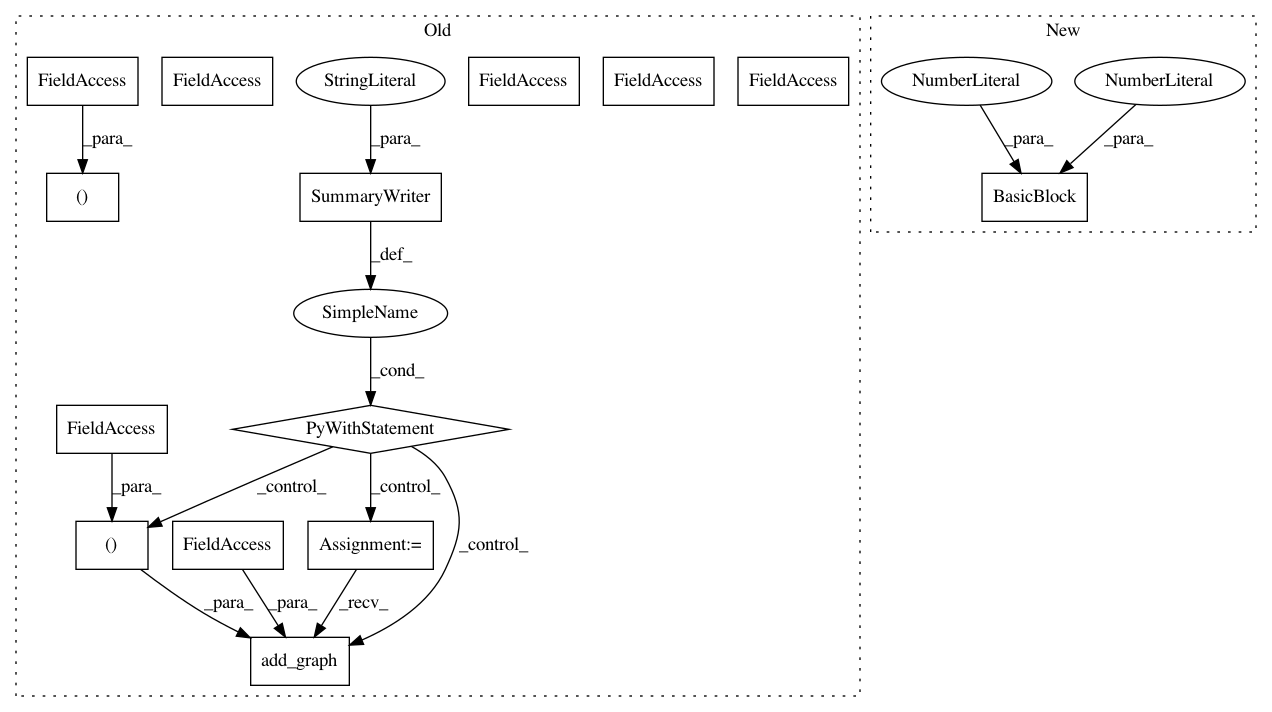 Old
New
FieldAccess
FieldAccess
StringLiteral
FieldAccess
FieldAccess
FieldAccess
NumberLiteral
NumberLiteral
_para_
_para_
_para_
_para_
()
SummaryWriter
BasicBlock
_def_
SimpleName
_cond_
FieldAccess
PyWithStatement
_para_
_control_
_control_
()
FieldAccess
Assignment:=
_control_
_para_
_para_
_recv_
add_graph